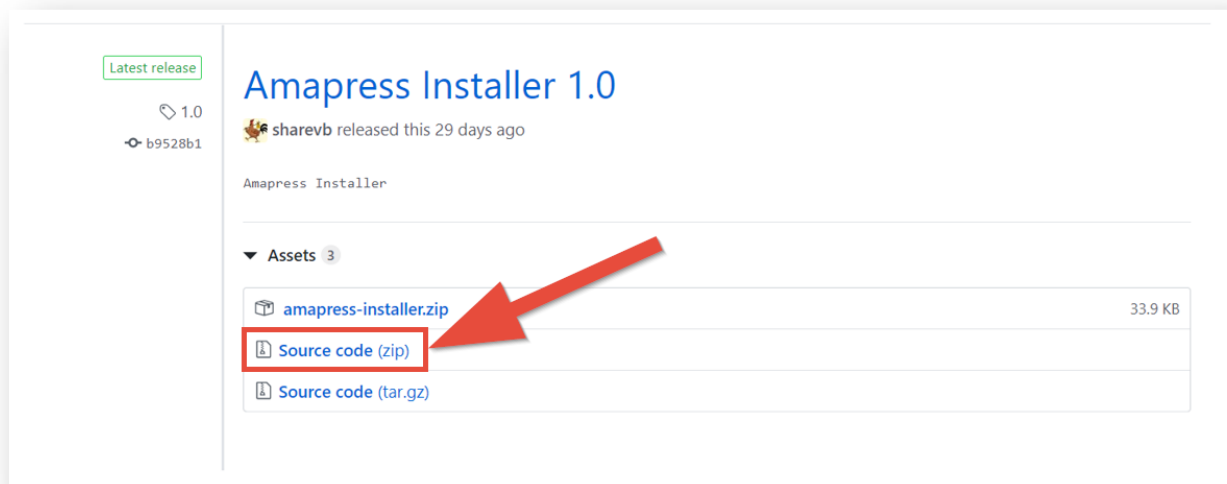 Latest release
1.0
b9528b1
Amapress Installer 1.0
sharevb released this 29 days ago
Amapress Installer
Assets 3
amapress-installer.zip 33.9 KB
Source code (zip)
Source code (tar.gz)